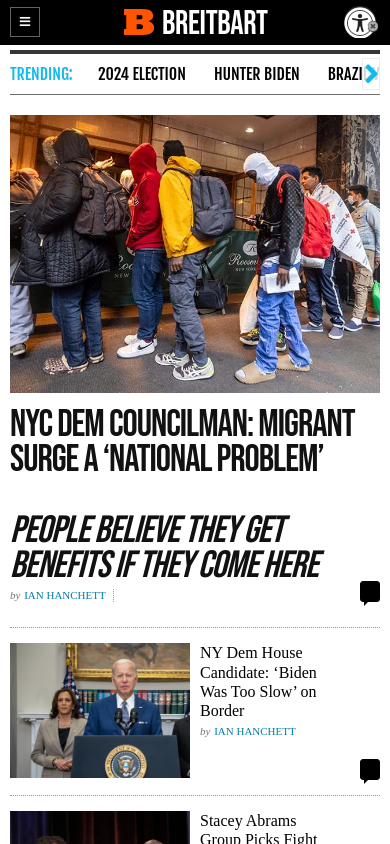 BREITBART
TRENDING:
2024 ELECTION
HUNTER BIDEN
NYC DEM COUNCILMAN: MIGRANT
SURGE A ‘NATIONAL PROBLEM’
PEOPLE BELIEVE THEY GET
BENEFITS IF THEY COME HERE
by IAN HANCHETT
NY Dem House
Candidate: ‘Biden
Was Too Slow’ on
Border
by IAN HANCHETT
Stacey Abrams
Group Picks Fight